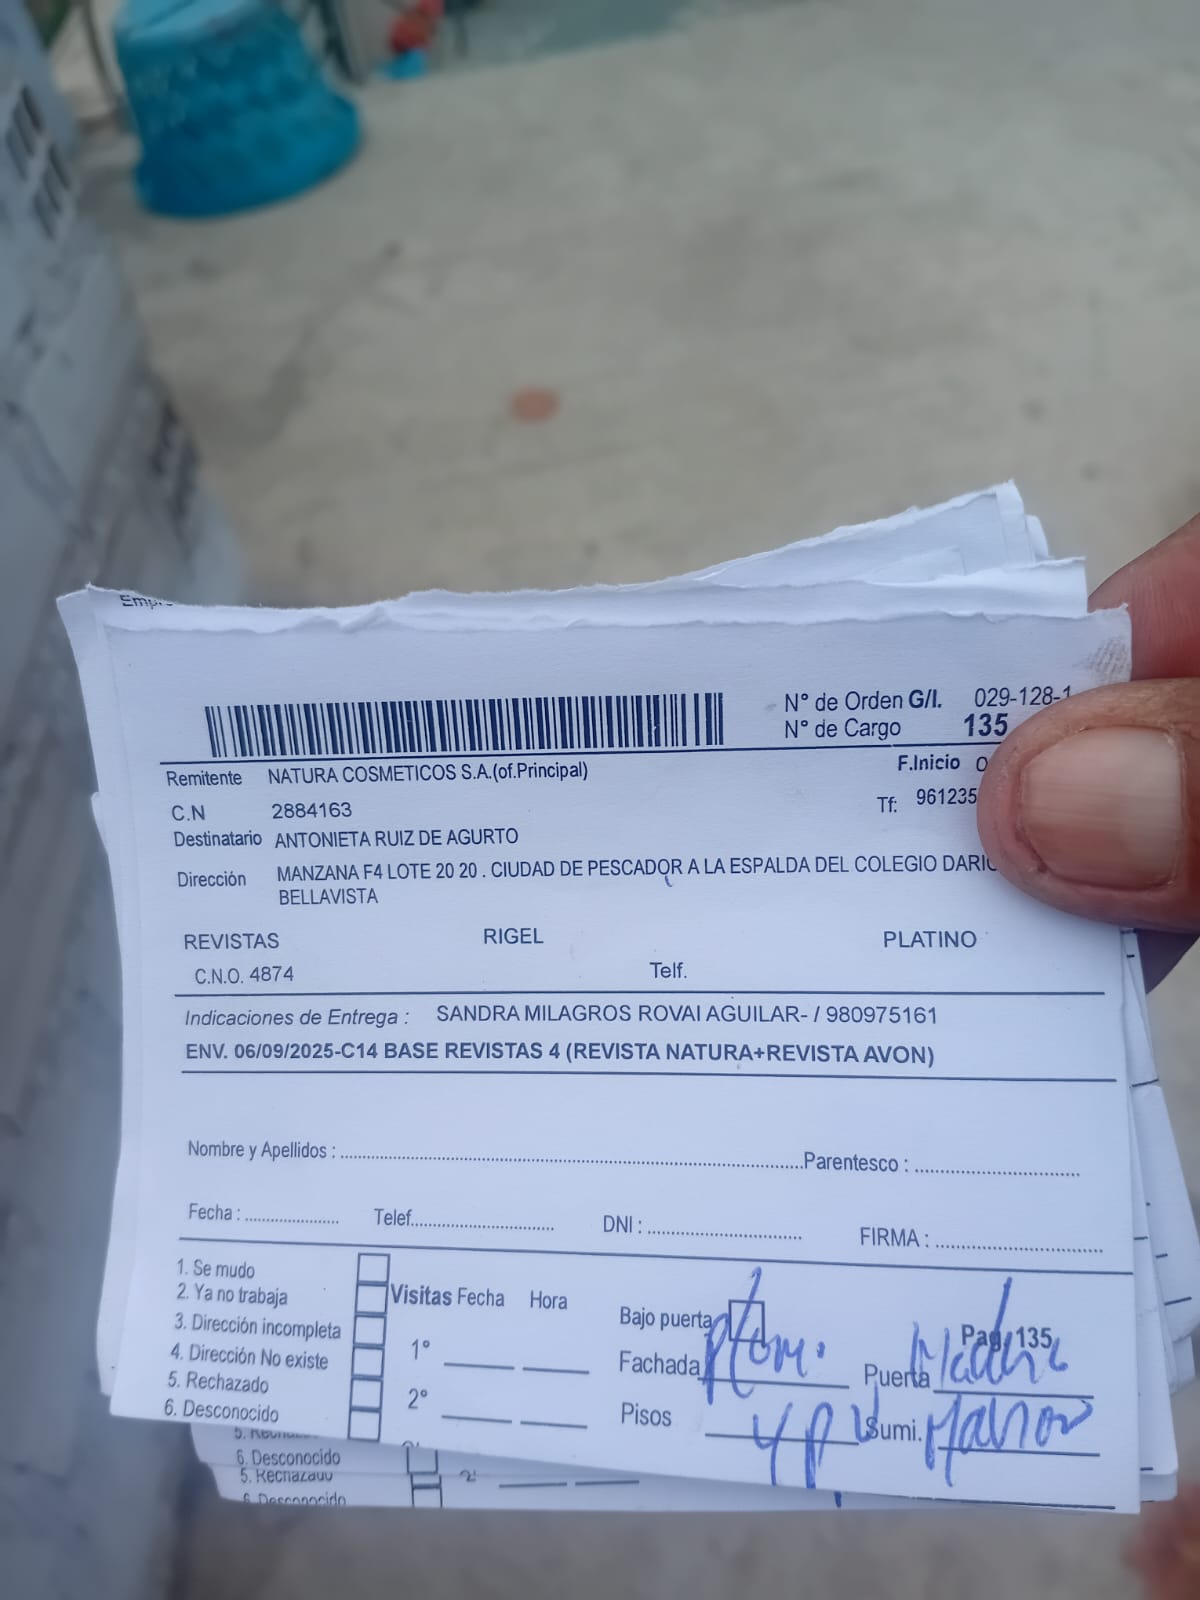 N° de Orden G/I. 029-128-1
N° de Cargo 135
Remitente NATURA COSMETICOS S.A.(of.Principal)
F.Inicio
C.N 2884163
Tf: 961235
Destinatario ANTONIETA RUIZ DE AGURTO
Dirección MANZANA F4 LOTE 20 20 . CIUDAD DE PESCADOR A LA ESPALDA DEL COLEGIO
BELLAVISTA
REVISTAS RIGEL PLATINO
C.N.O. 4874 Telf.
Indicaciones de Entrega : SANDRA MILAGROS ROVAI AGUILAR- / 980975161
ENV. 06/09/2025-C14 BASE REVISTAS 4 (REVISTA NATURA+REVISTA AVON)
Nombre y Apellidos : Parentesco :
Fecha : Telef. DNI : FIRMA :
1. Se mudo
2. Ya no trabaja
3. Dirección incompleta
4. Dirección No existe
5. Rechazado
6. Desconocido
Visitas Fecha Hora
1°
2°
Bajo puerta
Fachada
Pisos
Pag. 135
Puerta Madera
Sumi.
6. Desconocido
5. Rechazado
6. Desconocido